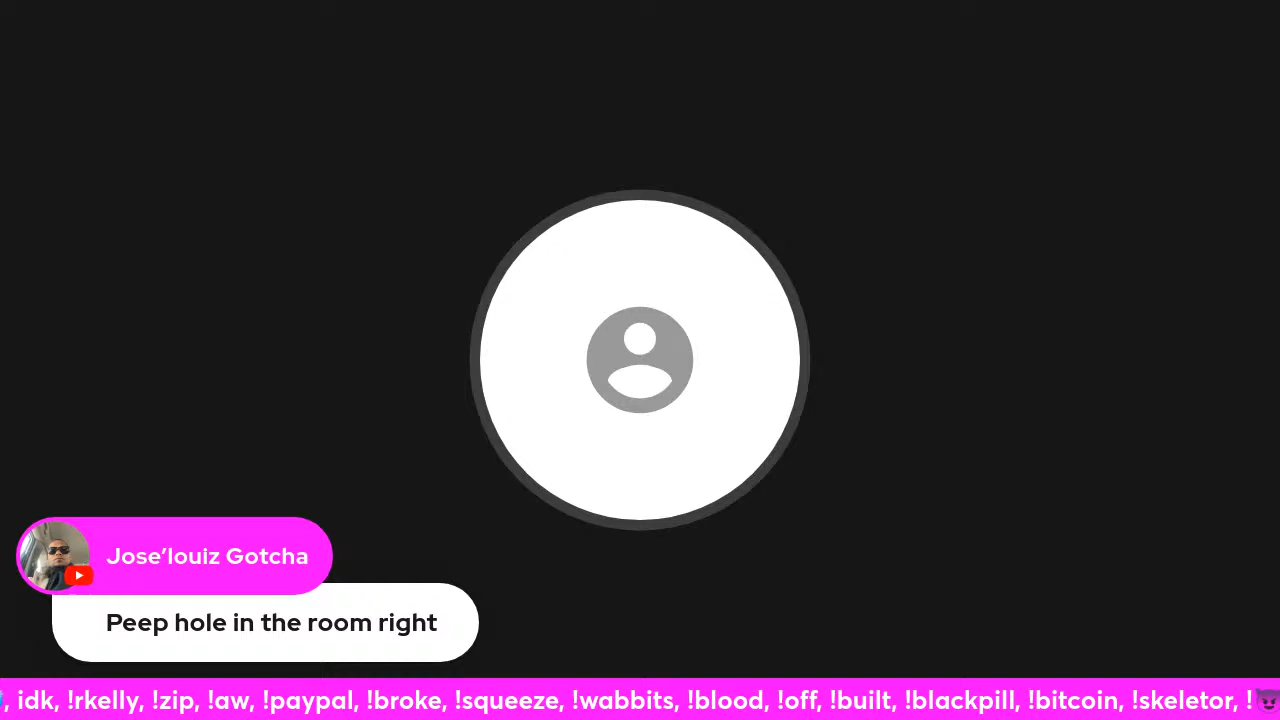 Jose’louiz Gotcha
Peep hole in the room right
, idk, !rkelly, !zip, !aw, !paypal, !broke, !squeeze, !wabbits, !blood, !off, !built, !blackpill, !bitcoin, !skeletor, !😈